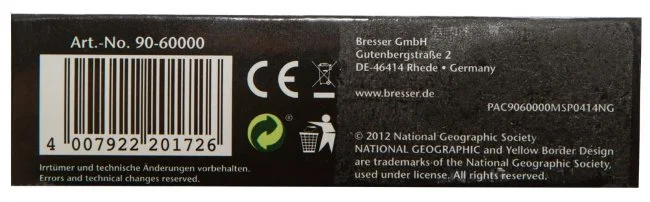 Art.-No. 90-60000
4 007922 201726
Irrtümer und technische Änderungen vorbehalten.
Errors and technical changes reserved.
CE
®
Bresser GmbH
Gutenbergstraße 2
DE-46414 Rhede • Germany
www.bresser.de
PAC9060000MSP0414NG
© 2012 National Geographic Society
NATIONAL GEOGRAPHIC and Yellow Border Design
are trademarks of the National Geographic Society,
used under license. All rights reserved.